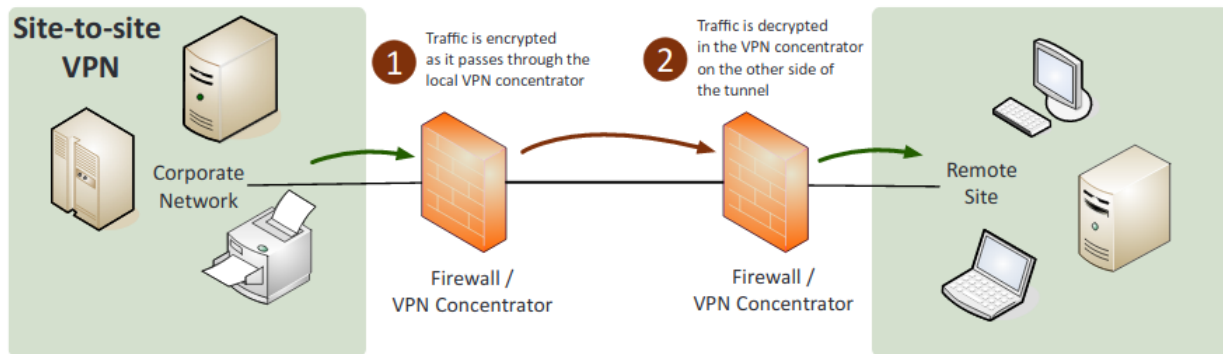 Site-to-site
VPN
1
Traffic is encrypted
as it passes through the
local VPN concentrator
2
Traffic is decrypted
in the VPN concentrator
on the other side of
the tunnel
Corporate
Network
Firewall /
VPN Concentrator
Firewall /
VPN Concentrator
Remote
Site